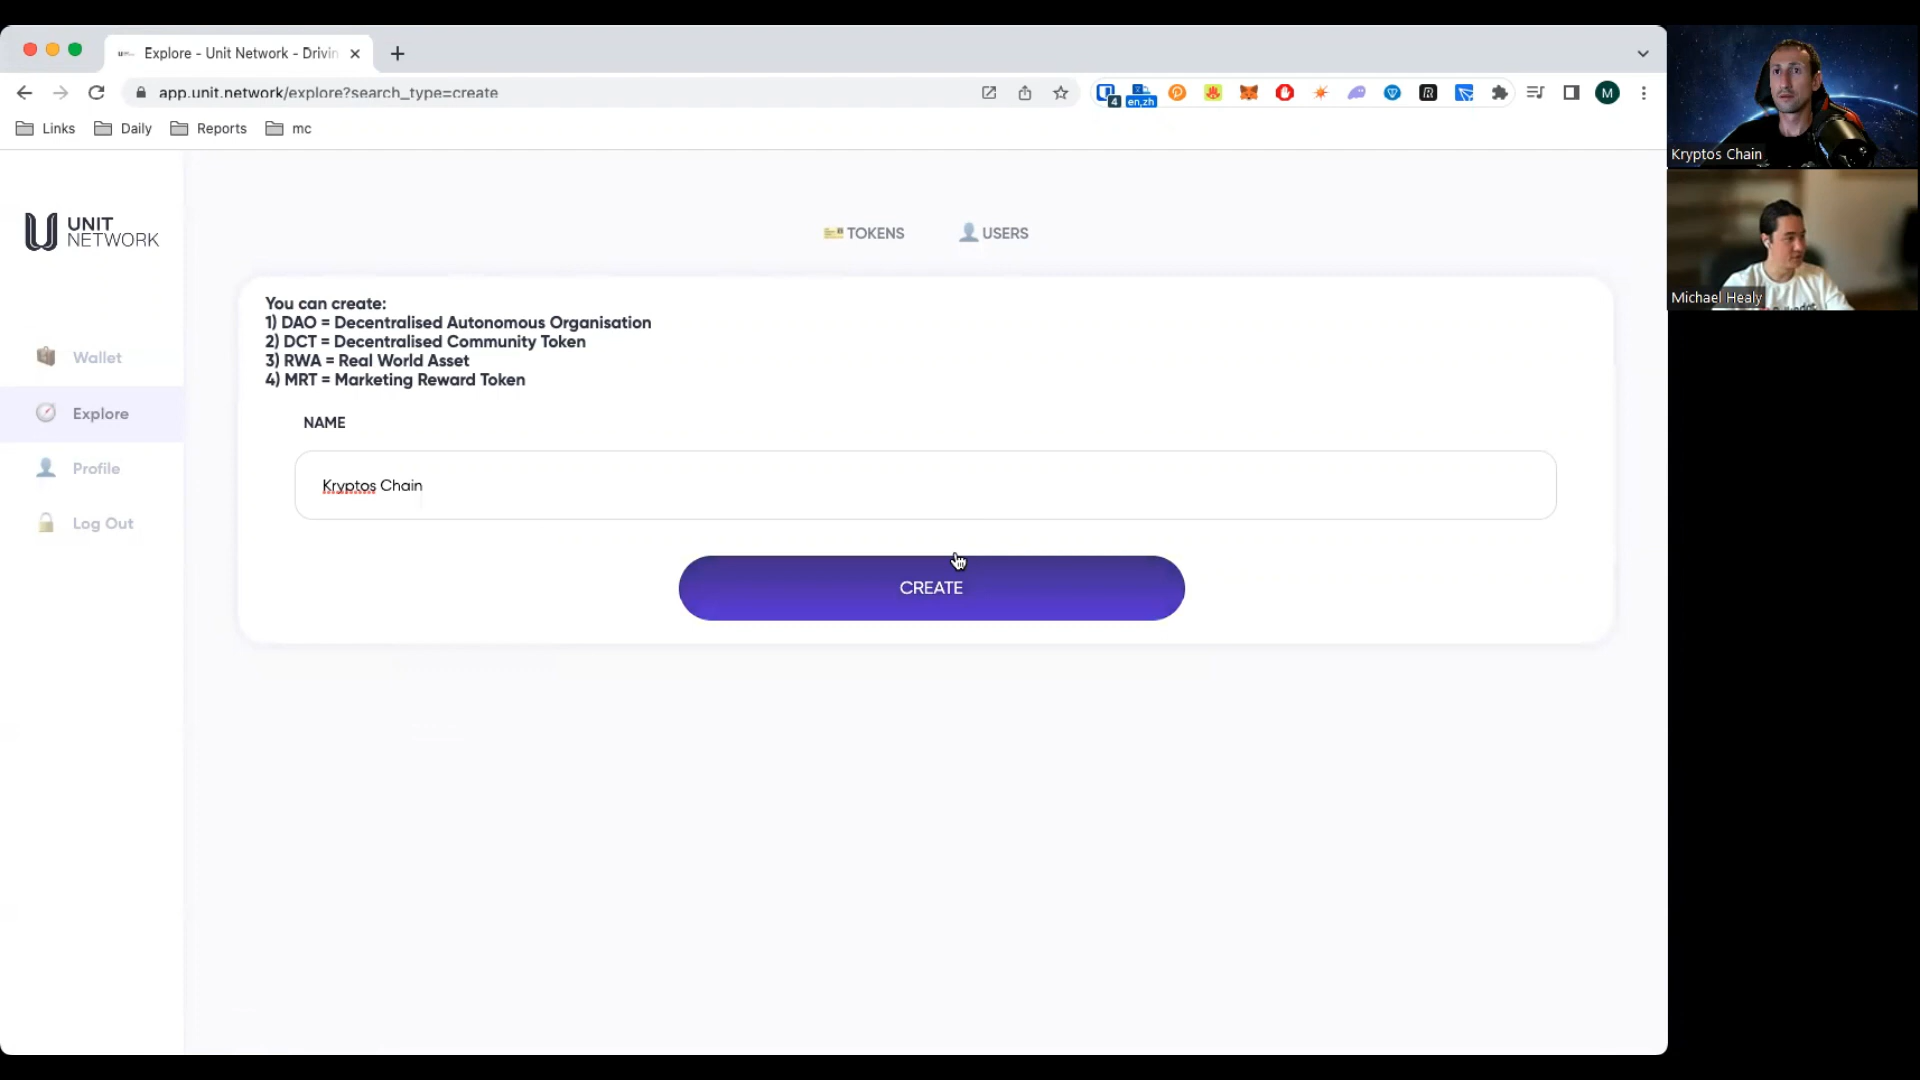 Explore - Unit Network - Drivin
app.unit.network/explore?search_type=create
4
en,zh
M
Links
Daily
Reports
mc
Kryptos Chain
Michael Healy
UNIT
NETWORK
TOKENS
USERS
Wallet
Explore
Profile
Log Out
You can create:
1) DAO = Decentralised Autonomous Organisation
2) DCT = Decentralised Community Token
3) RWA = Real World Asset
4) MRT = Marketing Reward Token
NAME
Kryptos Chain
CREATE